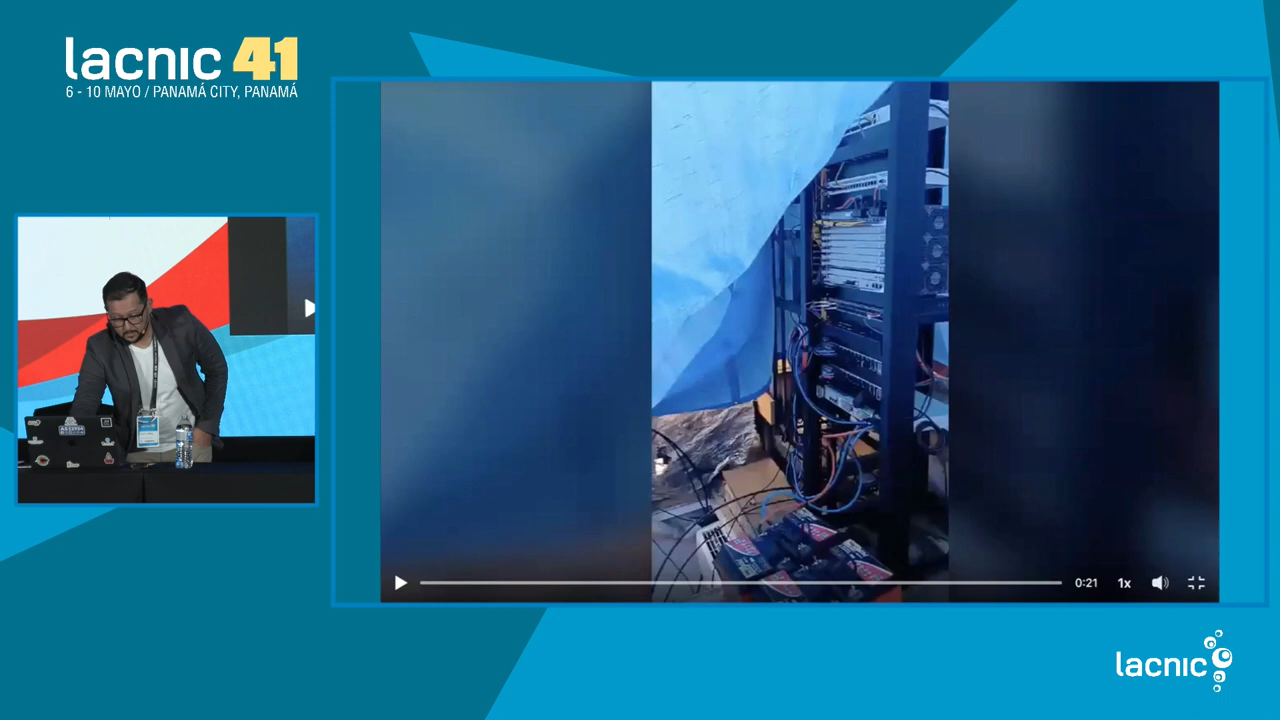 lacnic 41
6 - 10 MAYO / PANAMÁ CITY, PANAMÁ
0:21
1x
lacnic